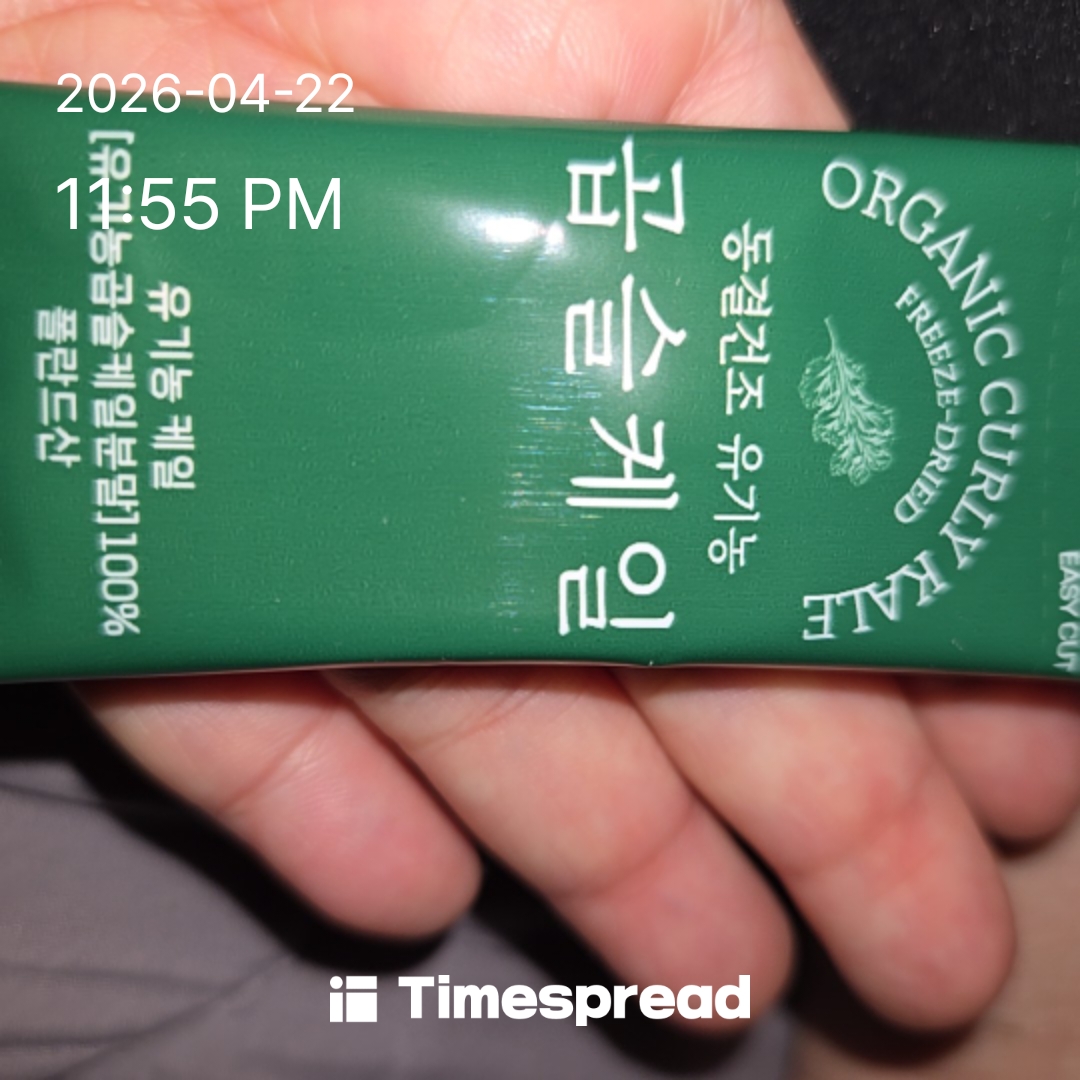 2026-04-22
11:55 PM
ORGANIC CURLY KALE
FREEZE-DRIED
동결건조 유기농
곱슬케일
유기농 케일
[유기농곱슬케일분말] 100%
폴란드산
EASY CUT
Timespread